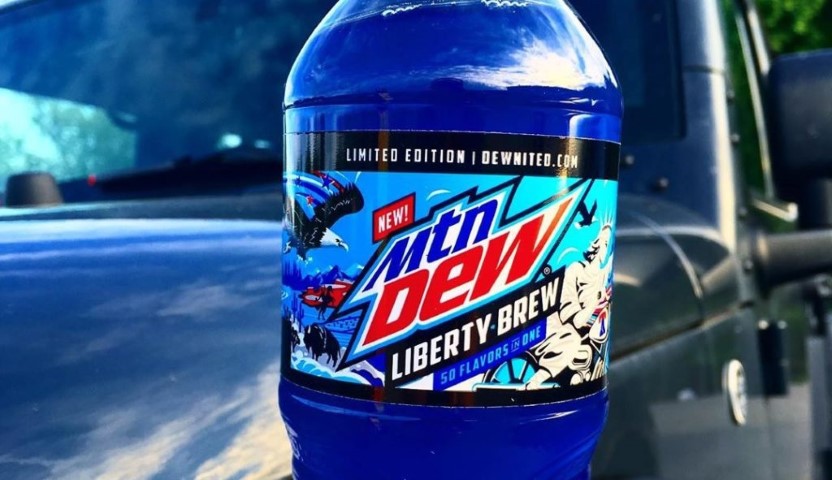 LIMITED EDITION | DEWNITED.COM
NEW!
Mtn
DEW®
LIBERTY BREW
50 FLAVORS IN ONE